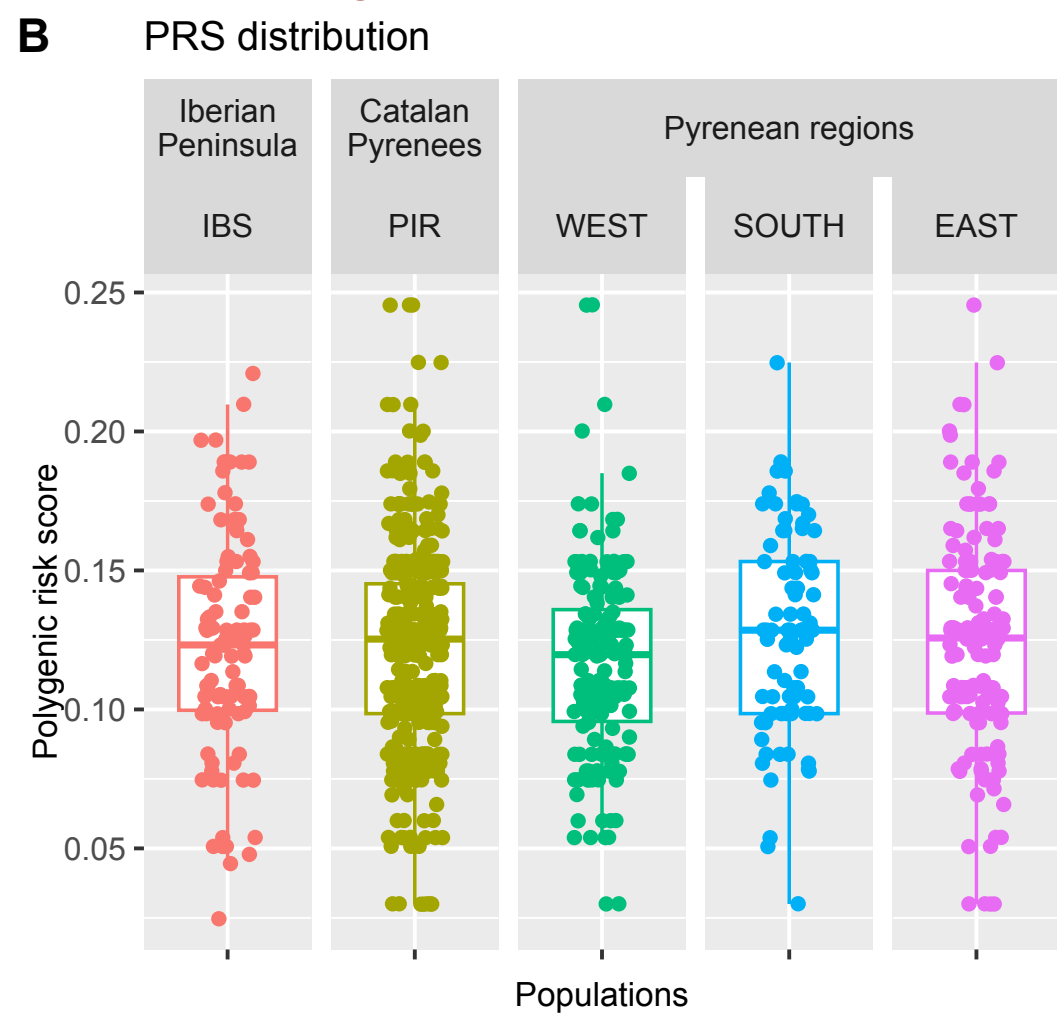 B PRS distribution
Iberian
Peninsula
Catalan
Pyrenees
Pyrenean regions
IBS
PIR
WEST
SOUTH
EAST
0.25
0.20
0.15
0.10
0.05
Polygenic risk score
Populations